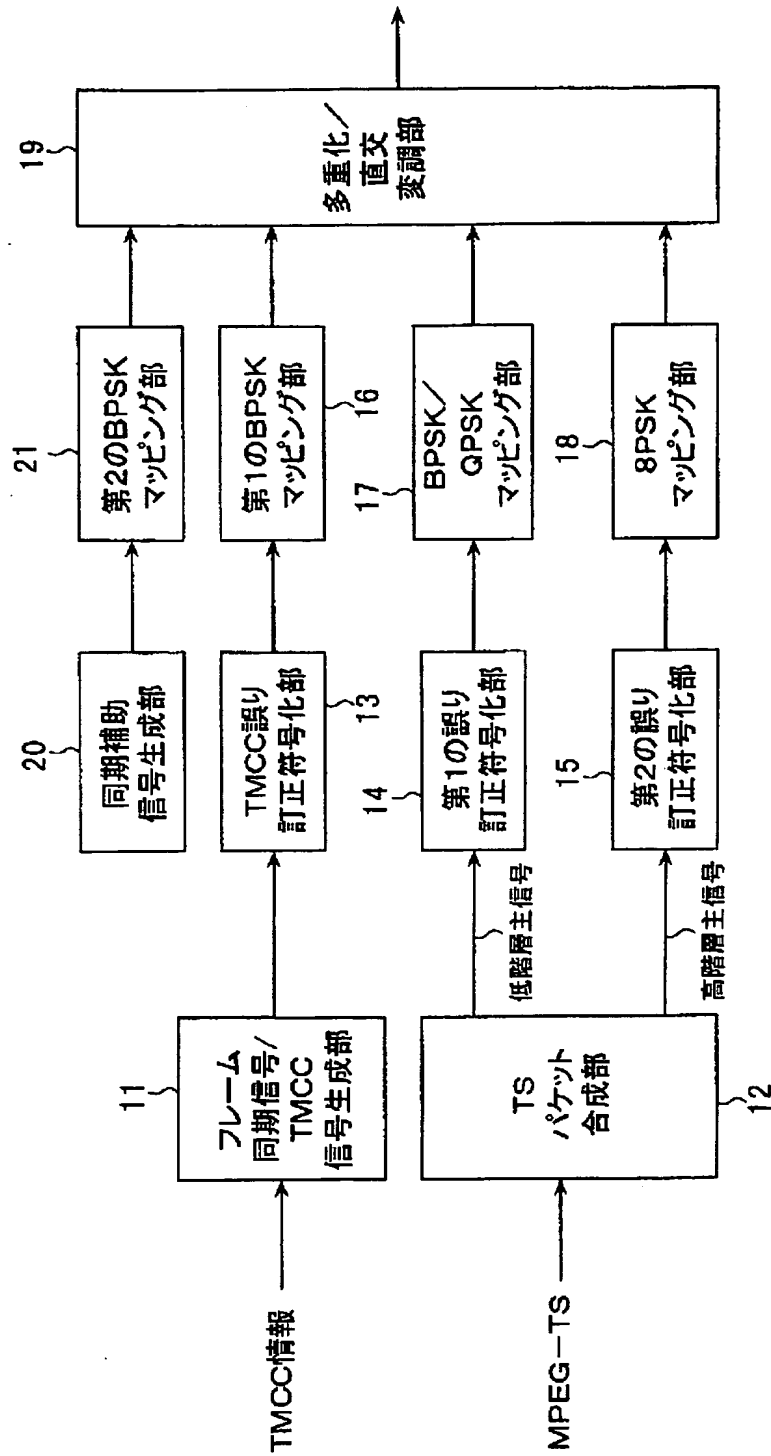 TMCC情報
MPEG-TS
11
フレーム
同期信号/
TMCC
信号生成部
TS
パケット
合成部
12
低階層主信号
高階層主信号
20
同期補助
信号生成部
TMCC誤り
訂正符号化部
13
14
第1の誤り
訂正符号化部
15
第2の誤り
訂正符号化部
21
第2のBPSK
マッピング部
第1のBPSK
マッピング部
16
17
BPSK/
QPSK
マッピング部
18
8PSK
マッピング部
19
多重化/
直交
変調部